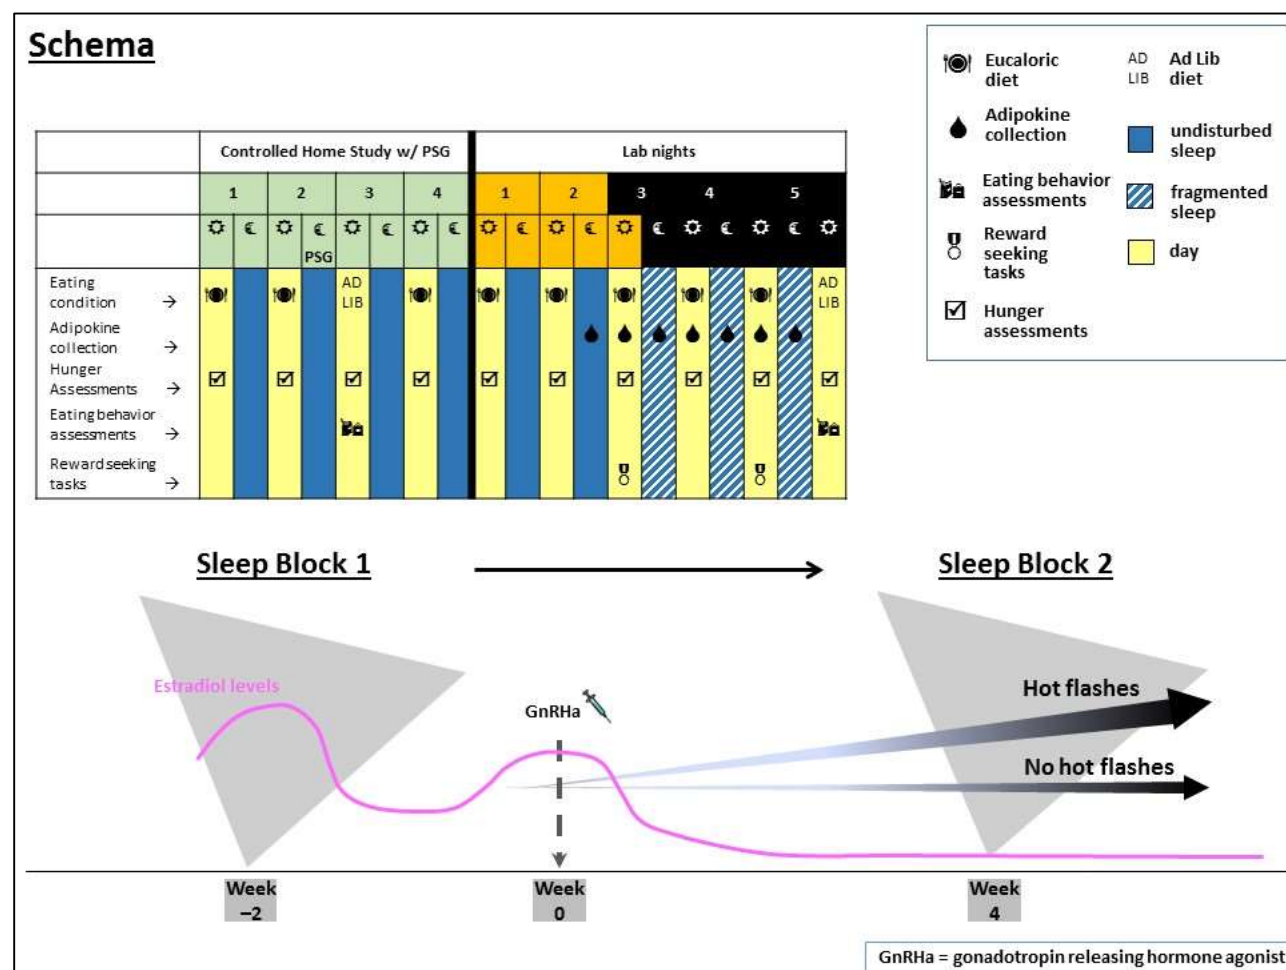 Schema
Eucaloric
diet
AD
LIB
Ad Lib
diet
Adipokine
collection
undisturbed
sleep
Eating behavior
assessments
fragmented
sleep
Reward
seeking
tasks
day
Hunger
assessments
Controlled Home Study w/ PSG
Lab nights
1 2 3 4 1 2 3 4 5
PSG
Eating
condition →
AD
LIB
AD
LIB
Adipokine
collection →
Hunger
Assessments →
Eating behavior
assessments →
Reward seeking
tasks →
Sleep Block 1
Sleep Block 2
Estradiol levels
GnRHa
Hot flashes
No hot flashes
Week
–2
Week
0
Week
4
GnRHa = gonadotropin releasing hormone agonist